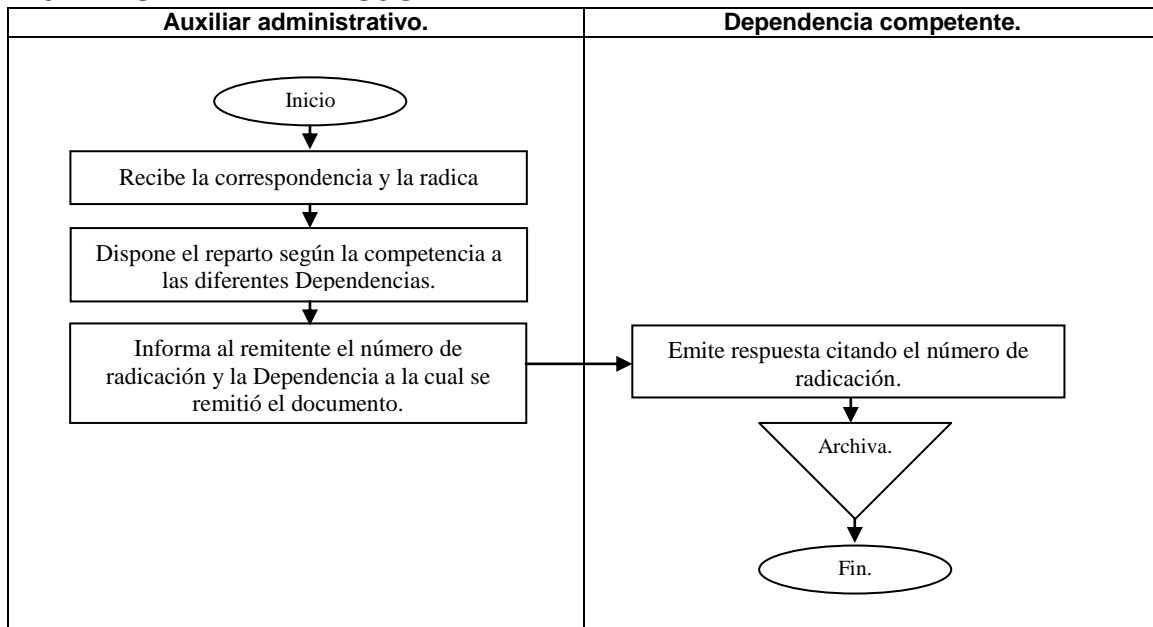 Auxiliar administrativo.
Dependencia competente.
Inicio
Recibe la correspondencia y la radica
Dispone el reparto según la competencia a
las diferentes Dependencias.
Informa al remitente el número de
radicación y la Dependencia a la cual se
remitió el documento.
Emite respuesta citando el número de
radicación.
Archiva.
Fin.